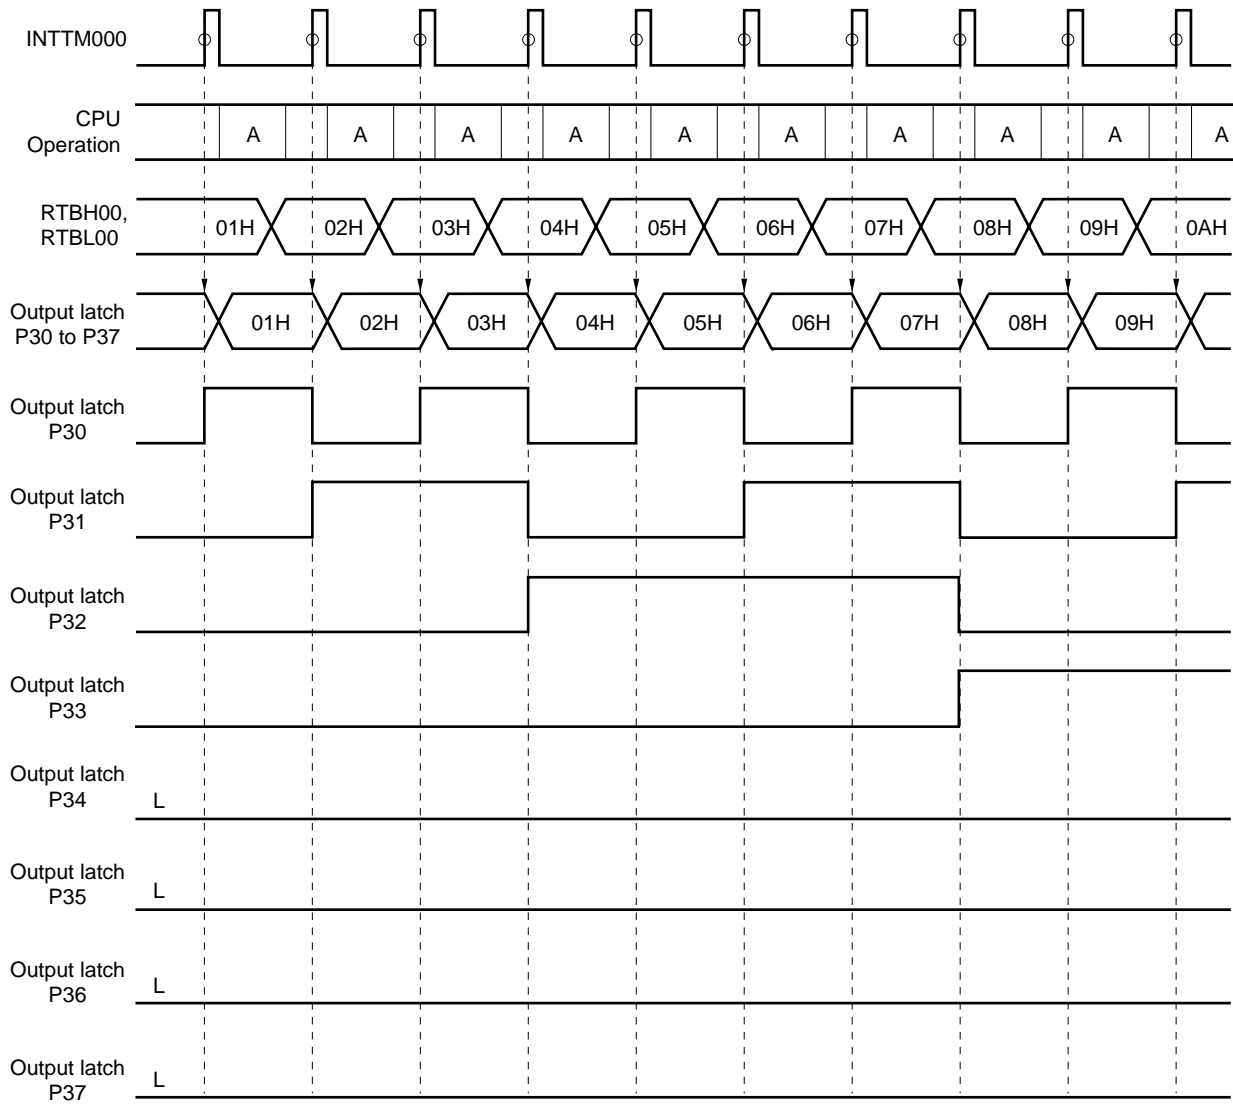 INTTM000
CPU
Operation
A A A A A A A A A A
RTBH00,
RTBL00
01H 02H 03H 04H 05H 06H 07H 08H 09H 0AH
Output latch
P30 to P37
01H 02H 03H 04H 05H 06H 07H 08H 09H
Output latch
P30
Output latch
P31
Output latch
P32
Output latch
P33
Output latch
P34
L
Output latch
P35
L
Output latch
P36
L
Output latch
P37
L